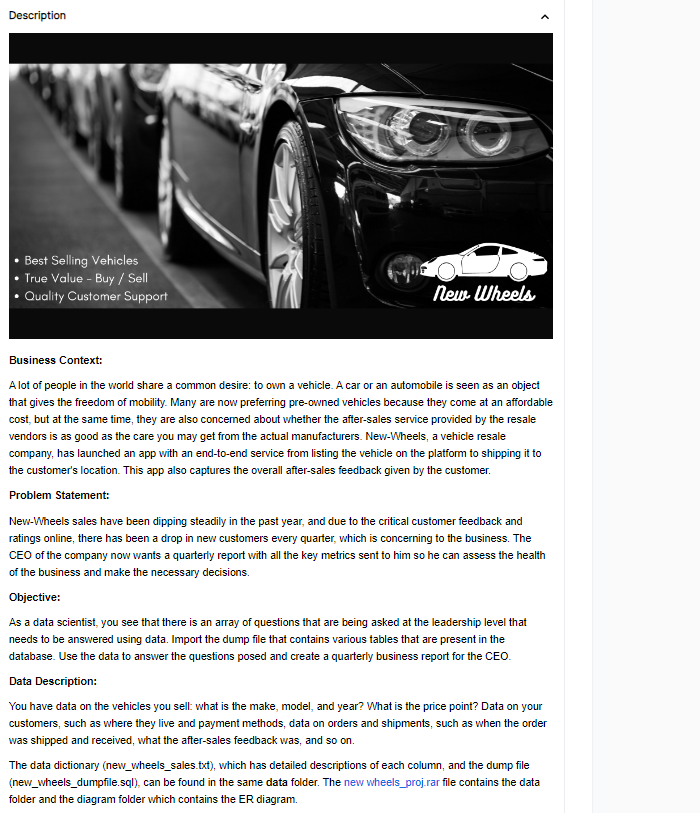 Description
• Best Selling Vehicles
• True Value - Buy / Sell
• Quality Customer Support
New Wheels
Business Context:
A lot of people in the world share a common desire: to own a vehicle. A car or an automobile is seen as an object
that gives the freedom of mobility. Many are now preferring pre-owned vehicles because they come at an affordable
cost, but at the same time, they are also concerned about whether the after-sales service provided by the resale
vendors is as good as the care you may get from the actual manufacturers. New-Wheels, a vehicle resale
company, has launched an app with an end-to-end service from listing the vehicle on the platform to shipping it to
the customer's location. This app also captures the overall after-sales feedback given by the customer.
Problem Statement:
New-Wheels sales have been dipping steadily in the past year, and due to the critical customer feedback and
ratings online, there has been a drop in new customers every quarter, which is concerning to the business. The
CEO of the company now wants a quarterly report with all the key metrics sent to him so he can assess the health
of the business and make the necessary decisions.
Objective:
As a data scientist, you see that there is an array of questions that are being asked at the leadership level that
needs to be answered using data. Import the dump file that contains various tables that are present in the
database. Use the data to answer the questions posed and create a quarterly business report for the CEO.
Data Description:
You have data on the vehicles you sell: what is the make, model, and year? What is the price point? Data on your
customers, such as where they live and payment methods, data on orders and shipments, such as when the order
was shipped and received, what the after-sales feedback was, and so on.
The data dictionary (new_wheels_sales.txt), which has detailed descriptions of each column, and the dump file
(new_wheels_dumpfile.sql), can be found in the same data folder. The new wheels_proj.rar file contains the data
folder and the diagram folder which contains the ER diagram.